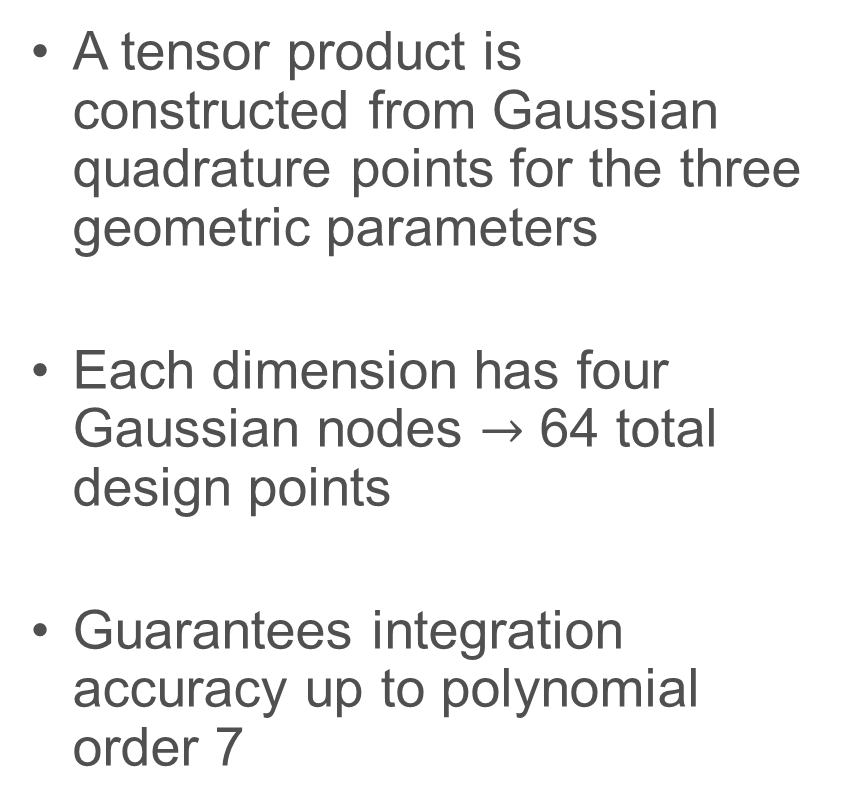 • A tensor product is
constructed from Gaussian
quadrature points for the three
geometric parameters
• Each dimension has four
Gaussian nodes → 64 total
design points
• Guarantees integration
accuracy up to polynomial
order 7